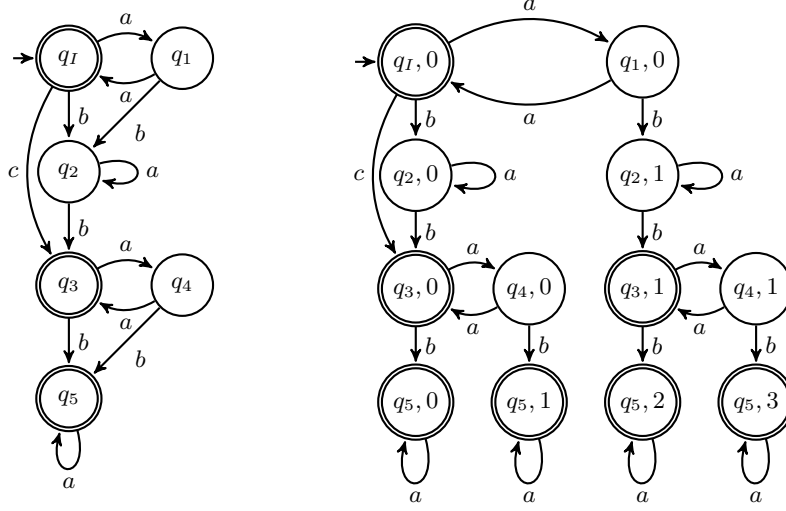 a
a
q_I
q_1
q_I, 0
q_1, 0
a
a
b
b
b
b
c
q_2
a
c
q_2, 0
a
q_2, 1
a
b
b
b
a
a
a
q_3
q_4
q_3, 0
q_4, 0
q_3, 1
q_4, 1
a
a
a
b
b
b
b
b
b
q_5
q_5, 0
q_5, 1
q_5, 2
q_5, 3
a
a
a
a
a